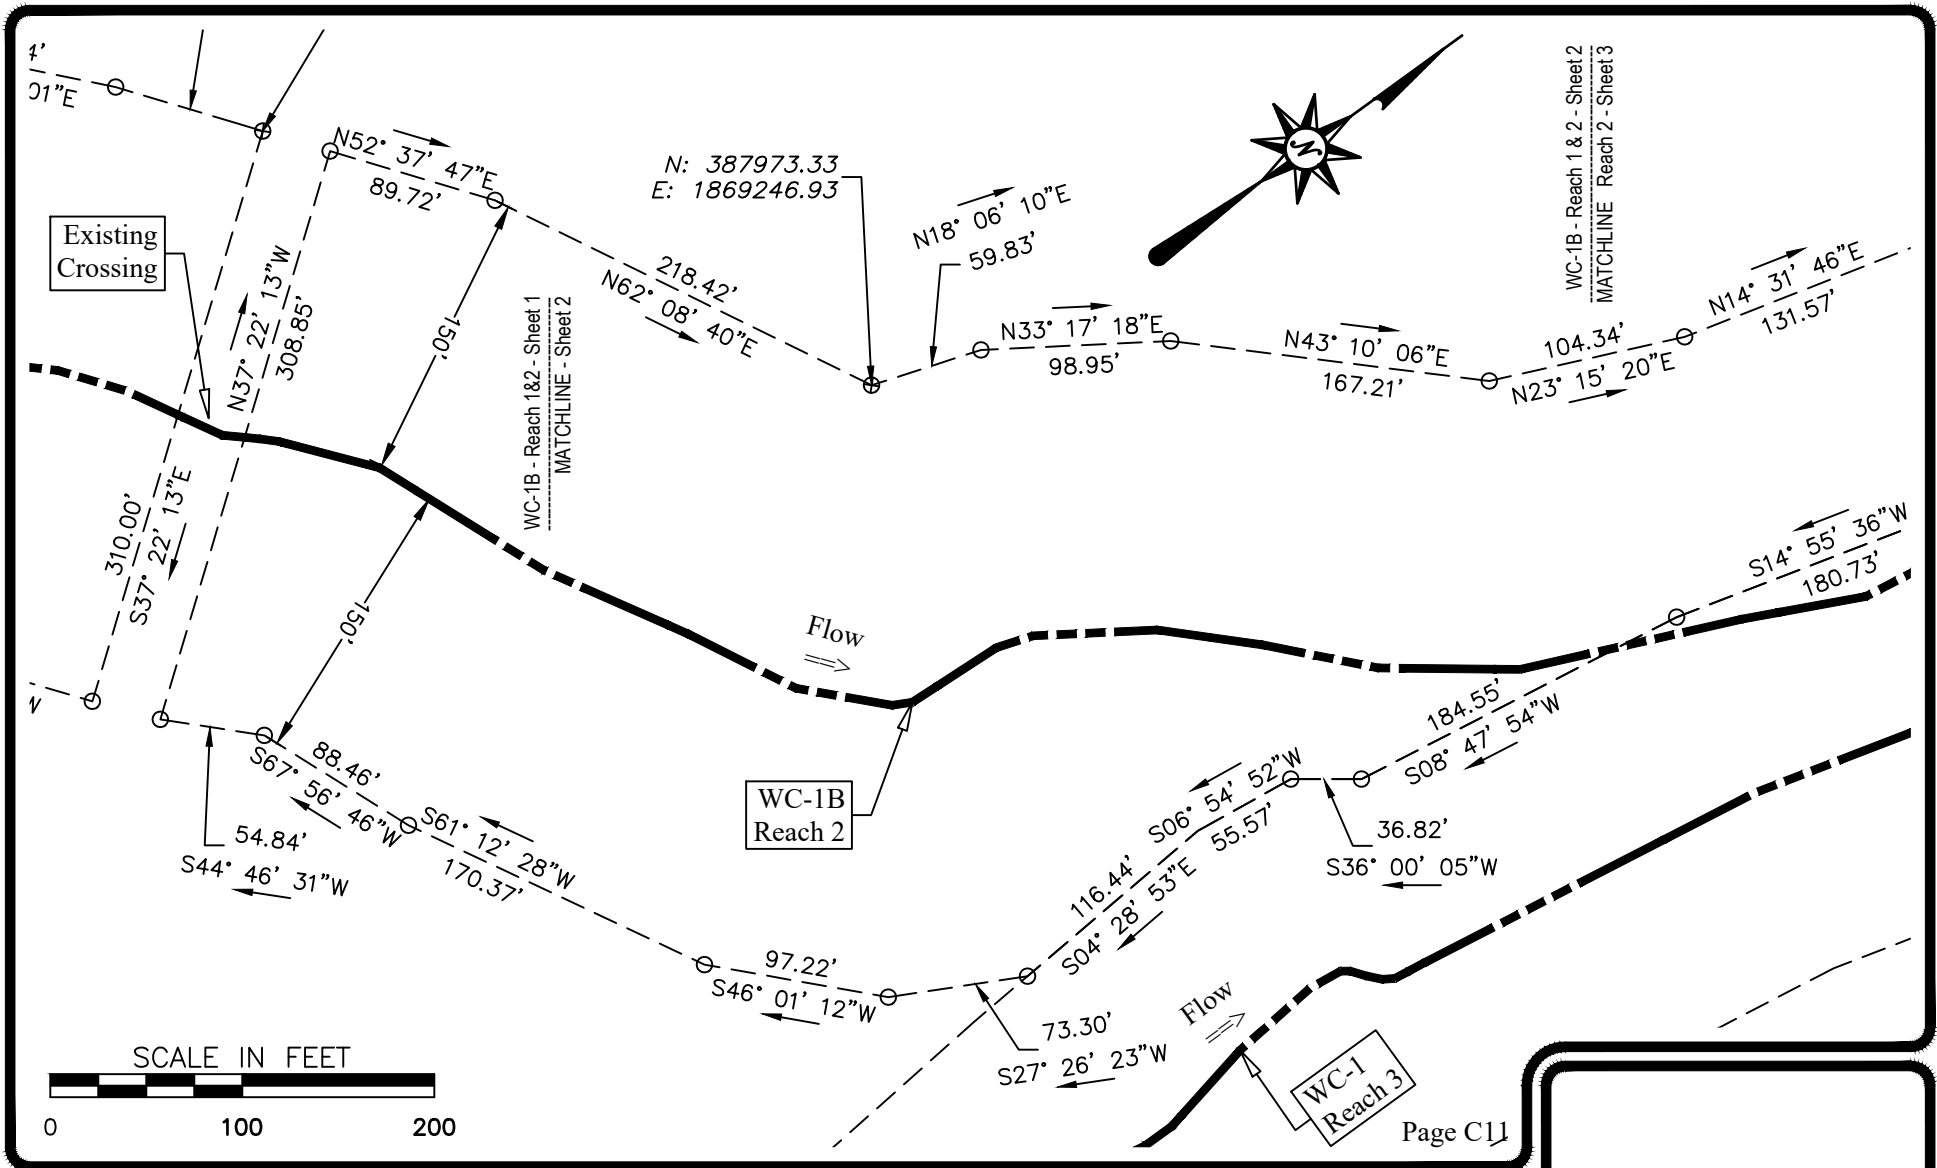 4’
01”E
N52° 37’ 47”E
89.72’
Existing
Crossing
N37° 22’ 13”W
308.85’
150’
218.42’
N62° 08’ 40”E
N: 387973.33
E: 1869246.93
N18° 06’ 10”E
59.83’
N33° 17’ 18”E
98.95’
N43° 10’ 06”E
167.21’
104.34’
N23° 15’ 20”E
N14° 31’ 46”E
131.57’
WC-1B - Reach 1 & 2 - Sheet 2
MATCHLINE Reach 2 - Sheet 3
WC-1B - Reach 1&2 - Sheet 1
MATCHLINE - Sheet 2
N
310.00’
S37° 22’ 13”E
150’
Flow
S14° 55’ 36”W
180.73’
184.55’
S08° 47’ 54”W
W
88.46’
S67° 56’ 46”W
54.84’
S44° 46’ 31”W
S61° 12’ 28”W
170.37’
WC-1B
Reach 2
S06° 54’ 52”W
55.57’
36.82’
S36° 00’ 05”W
116.44’
S04° 28’ 53”E
97.22’
S46° 01’ 12”W
73.30’
S27° 26’ 23”W
Flow
WC-1
Reach 3
SCALE IN FEET
0 100 200
Page C11